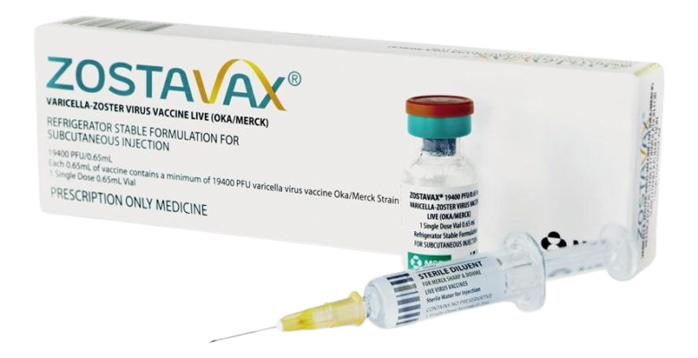 ZOSTAVAX®
VARICELLA-ZOSTER VIRUS VACCINE LIVE (OKA/MERCK)
REFRIGERATOR STABLE FORMULATION FOR
SUBCUTANEOUS INJECTION
19400 PFU/0.65mL
Each 0.65mL of vaccine contains a minimum of 19400 PFU varicella virus vaccine Oka/Merck Strain
1 Single Dose 0.65mL Vial
PRESCRIPTION ONLY MEDICINE
ZOSTAVAX® 19400 PFU/0.65
VARICELLA-ZOSTER VIRUS VACC
LIVE (OKA/MERCK)
1 Single Dose Vial 0.65 ml
Refrigerator Stable Formulation
FOR SUBCUTANEOUS INJECTION
STERILE DILUENT
FOR MERCK SHARP & DOHME
LIVE VIRUS VACCINES
Sterile Water for Injection
CONTAINS NO PRESERVATIVE